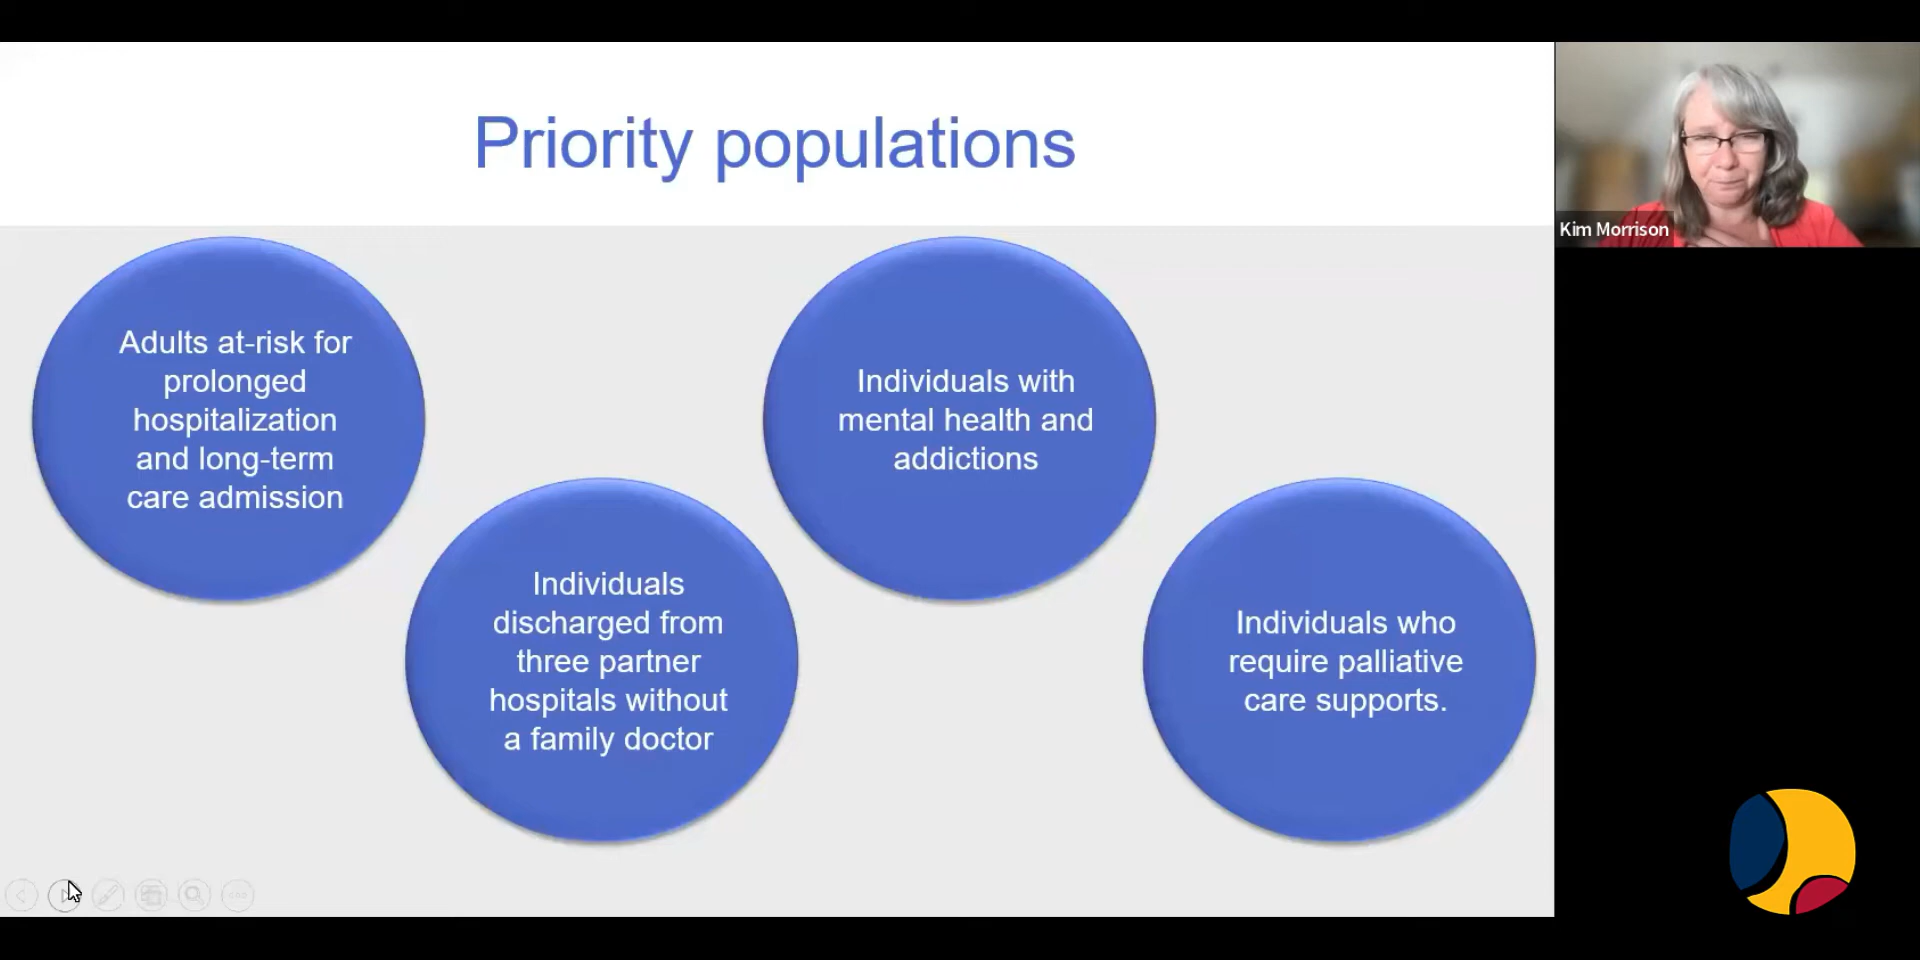 Priority populations
Adults at-risk for
prolonged
hospitalization
and long-term
care admission
Individuals
discharged from
three partner
hospitals without
a family doctor
Individuals with
mental health and
addictions
Individuals who
require palliative
care supports.
Kim Morrison